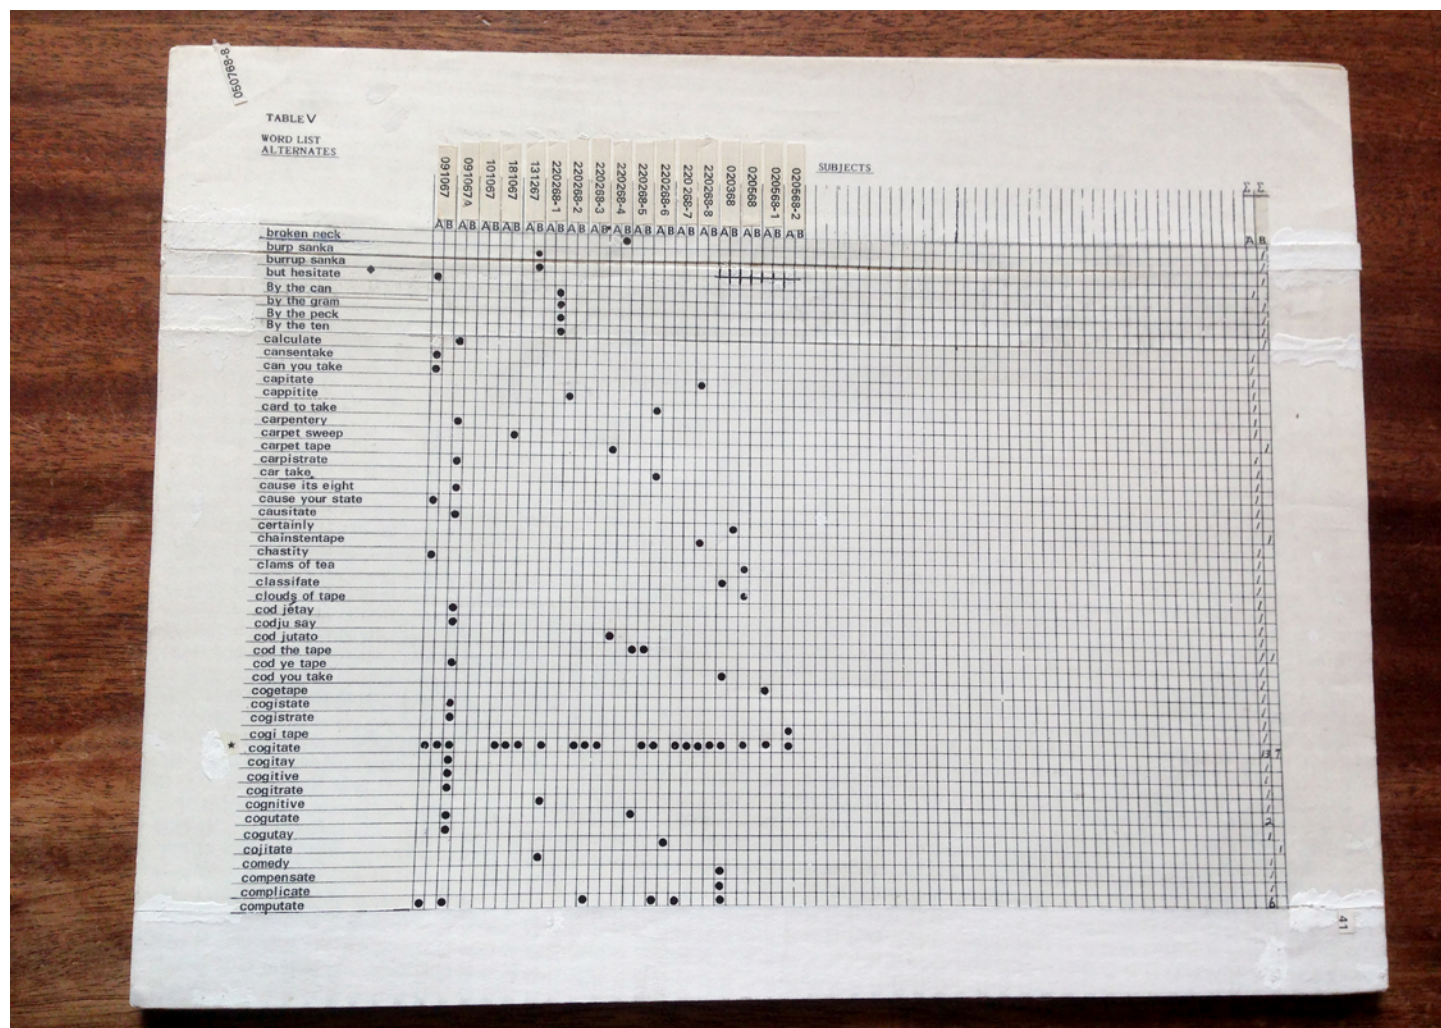 050768-8
TABLE V
WORD LIST
ALTERNATES
SUBJECTS
091067
091067A
101067
181067
131267
220268-1
220268-2
220268-3
220268-4
220268-5
220268-6
220268-7
220268-8
020368
020568
020568-1
020568-2
Σ Σ
A B A B A B A B A B A B A B A B A B A B A B A B A B A B A B A B A B
A B
broken neck
burp sanka
burrup sanka
but hesitate
By the can
by the gram
By the peck
By the ten
calculate
cansentake
can you take
capitate
cappitite
card to take
carpentery
carpet sweep
carpet tape
carpistrate
car take
cause its eight
cause your state
causitate
certainly
chainstentape
chastity
clams of tea
classifate
clouds of tape
cod jetay
codju say
cod jutato
cod the tape
cod ye tape
cod you take
cogetape
cogistate
cogistrate
cogi tape
★ cogitate 13 7
cogitay
cogitive
cogitrate
cognitive
cogutate 2
cogutay
cojitate
comedy
compensate
complicate
computate 6
41